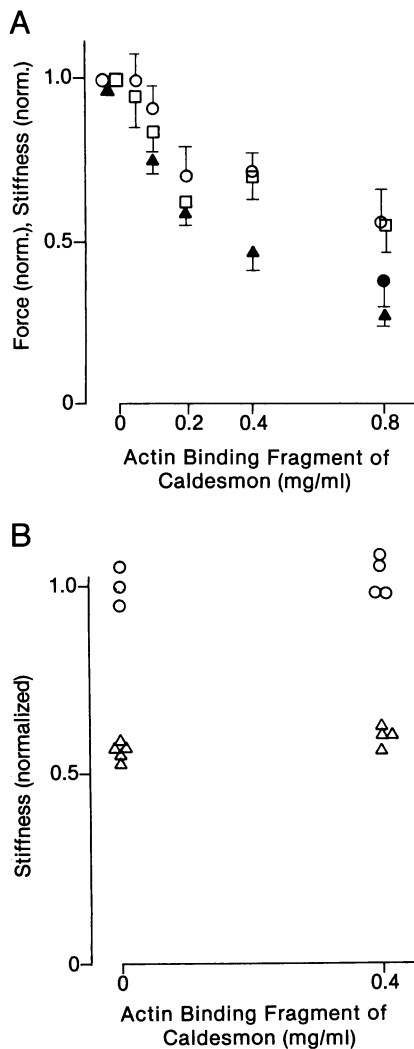 A
Force (norm.), Stiffness (norm.)
1.0
0.5
0
0 0.2 0.4 0.8
Actin Binding Fragment of
Caldesmon (mg/ml)
B
Stiffness (normalized)
1.0
0.5
0
0 0.4
Actin Binding Fragment of
Caldesmon (mg/ml)